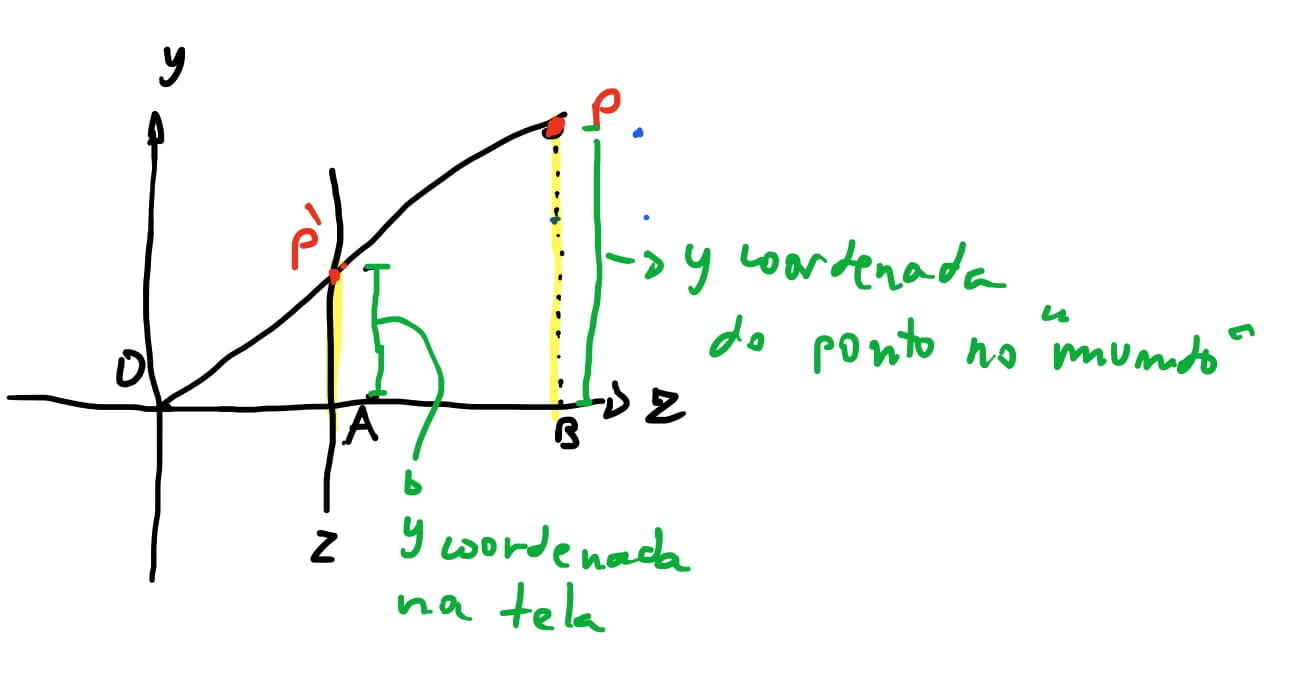 y
P
P'
y coordenada
do ponto no "mundo"
O
A
B
z
z
y coordenada
na tela